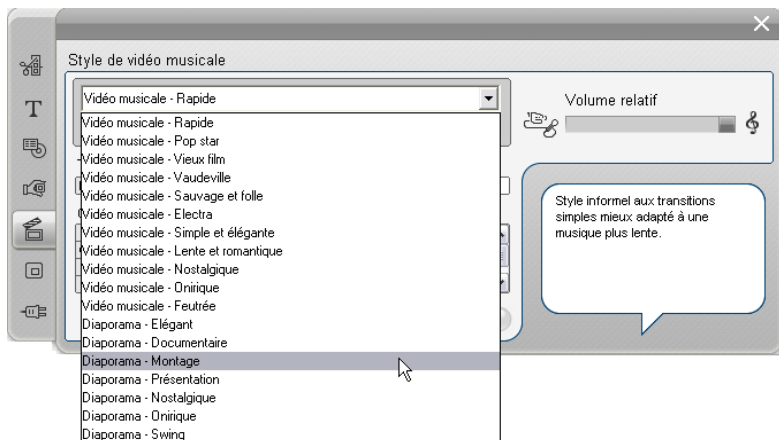 Style de vidéo musicale
Vidéo musicale - Rapide
Volume relatif
T
Vidéo musicale - Rapide
Vidéo musicale - Pop star
Vidéo musicale - Vieux film
Vidéo musicale - Vaudeville
Vidéo musicale - Sauvage et folle
Vidéo musicale - Electra
Vidéo musicale - Simple et élégante
Vidéo musicale - Lente et romantique
Vidéo musicale - Nostalgique
Vidéo musicale - Onirique
Vidéo musicale - Feutrée
Diaporama - Elégant
Diaporama - Documentaire
Diaporama - Montage
Diaporama - Présentation
Diaporama - Nostalgique
Diaporama - Onirique
Diaporama - Swing
Style informel aux transitions
simples mieux adapté à une
musique plus lente.